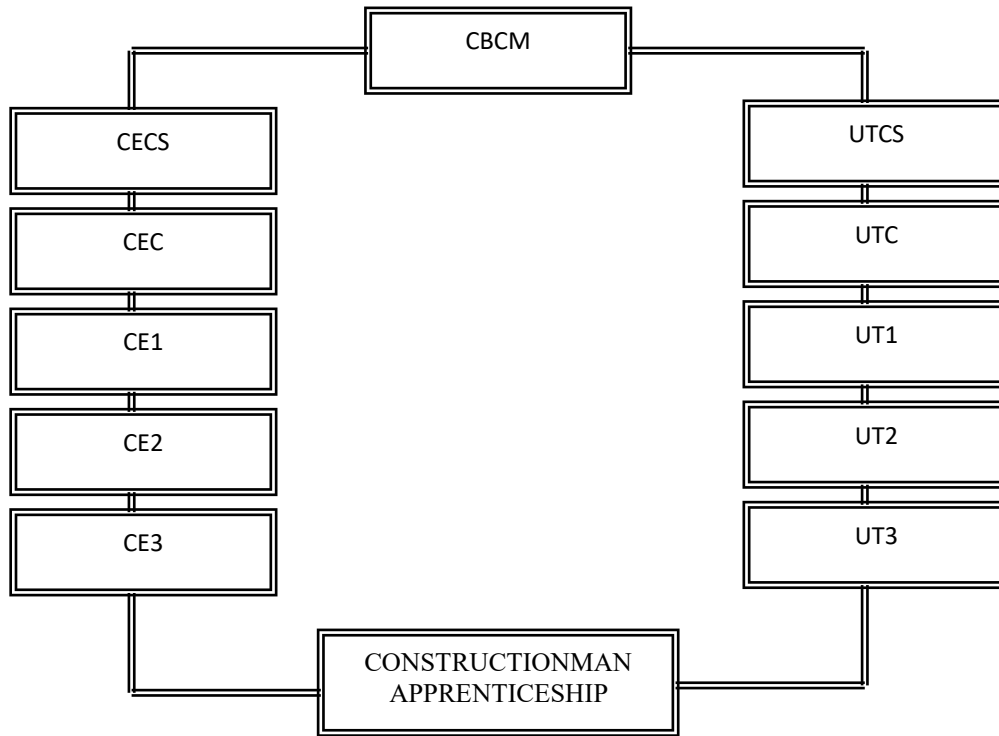 CBCM
CECS
UTCS
CEC
UTC
CE1
UT1
CE2
UT2
CE3
UT3
CONSTRUCTIONMAN
APPRENTICESHIP